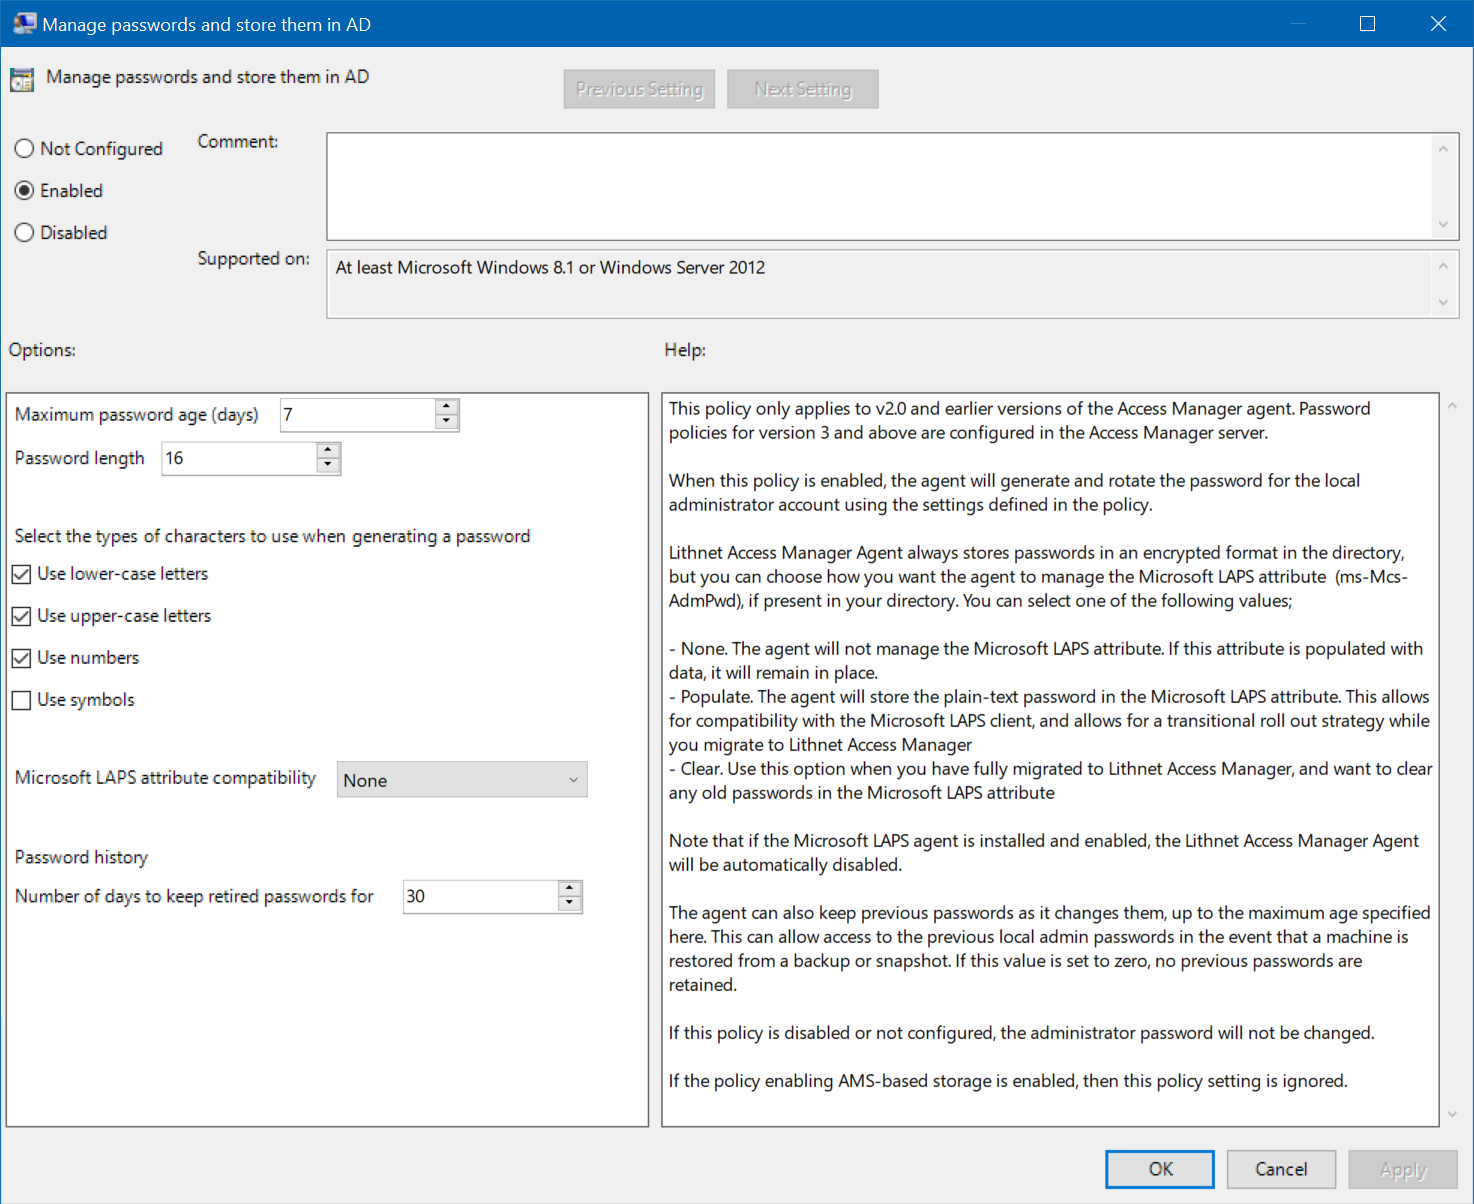 Manage passwords and store them in AD
Manage passwords and store them in AD
Previous Setting
Next Setting
Not Configured
Enabled
Disabled
Comment:
Supported on:
At least Microsoft Windows 8.1 or Windows Server 2012
Options:
Help:
Maximum password age (days)
7
Password length
16
Select the types of characters to use when generating a password
Use lower-case letters
Use upper-case letters
Use numbers
Use symbols
Microsoft LAPS attribute compatibility
None
Password history
Number of days to keep retired passwords for
30
This policy only applies to v2.0 and earlier versions of the Access Manager agent. Password
policies for version 3 and above are configured in the Access Manager server.
When this policy is enabled, the agent will generate and rotate the password for the local
administrator account using the settings defined in the policy.
Lithnet Access Manager Agent always stores passwords in an encrypted format in the directory,
but you can choose how you want the agent to manage the Microsoft LAPS attribute  (ms-Mcs-
AdmPwd), if present in your directory. You can select one of the following values;
- None. The agent will not manage the Microsoft LAPS attribute. If this attribute is populated with
data, it will remain in place.
- Populate. The agent will store the plain-text password in the Microsoft LAPS attribute. This allows
for compatibility with the Microsoft LAPS client, and allows for a transitional roll out strategy while
you migrate to Lithnet Access Manager
- Clear. Use this option when you have fully migrated to Lithnet Access Manager, and want to clear
any old passwords in the Microsoft LAPS attribute
Note that if the Microsoft LAPS agent is installed and enabled, the Lithnet Access Manager Agent
will be automatically disabled.
The agent can also keep previous passwords as it changes them, up to the maximum age specified
here. This can allow access to the previous local admin passwords in the event that a machine is
restored from a backup or snapshot. If this value is set to zero, no previous passwords are
retained.
If this policy is disabled or not configured, the administrator password will not be changed.
If the policy enabling AMS-based storage is enabled, then this policy setting is ignored.
OK
Cancel
Apply